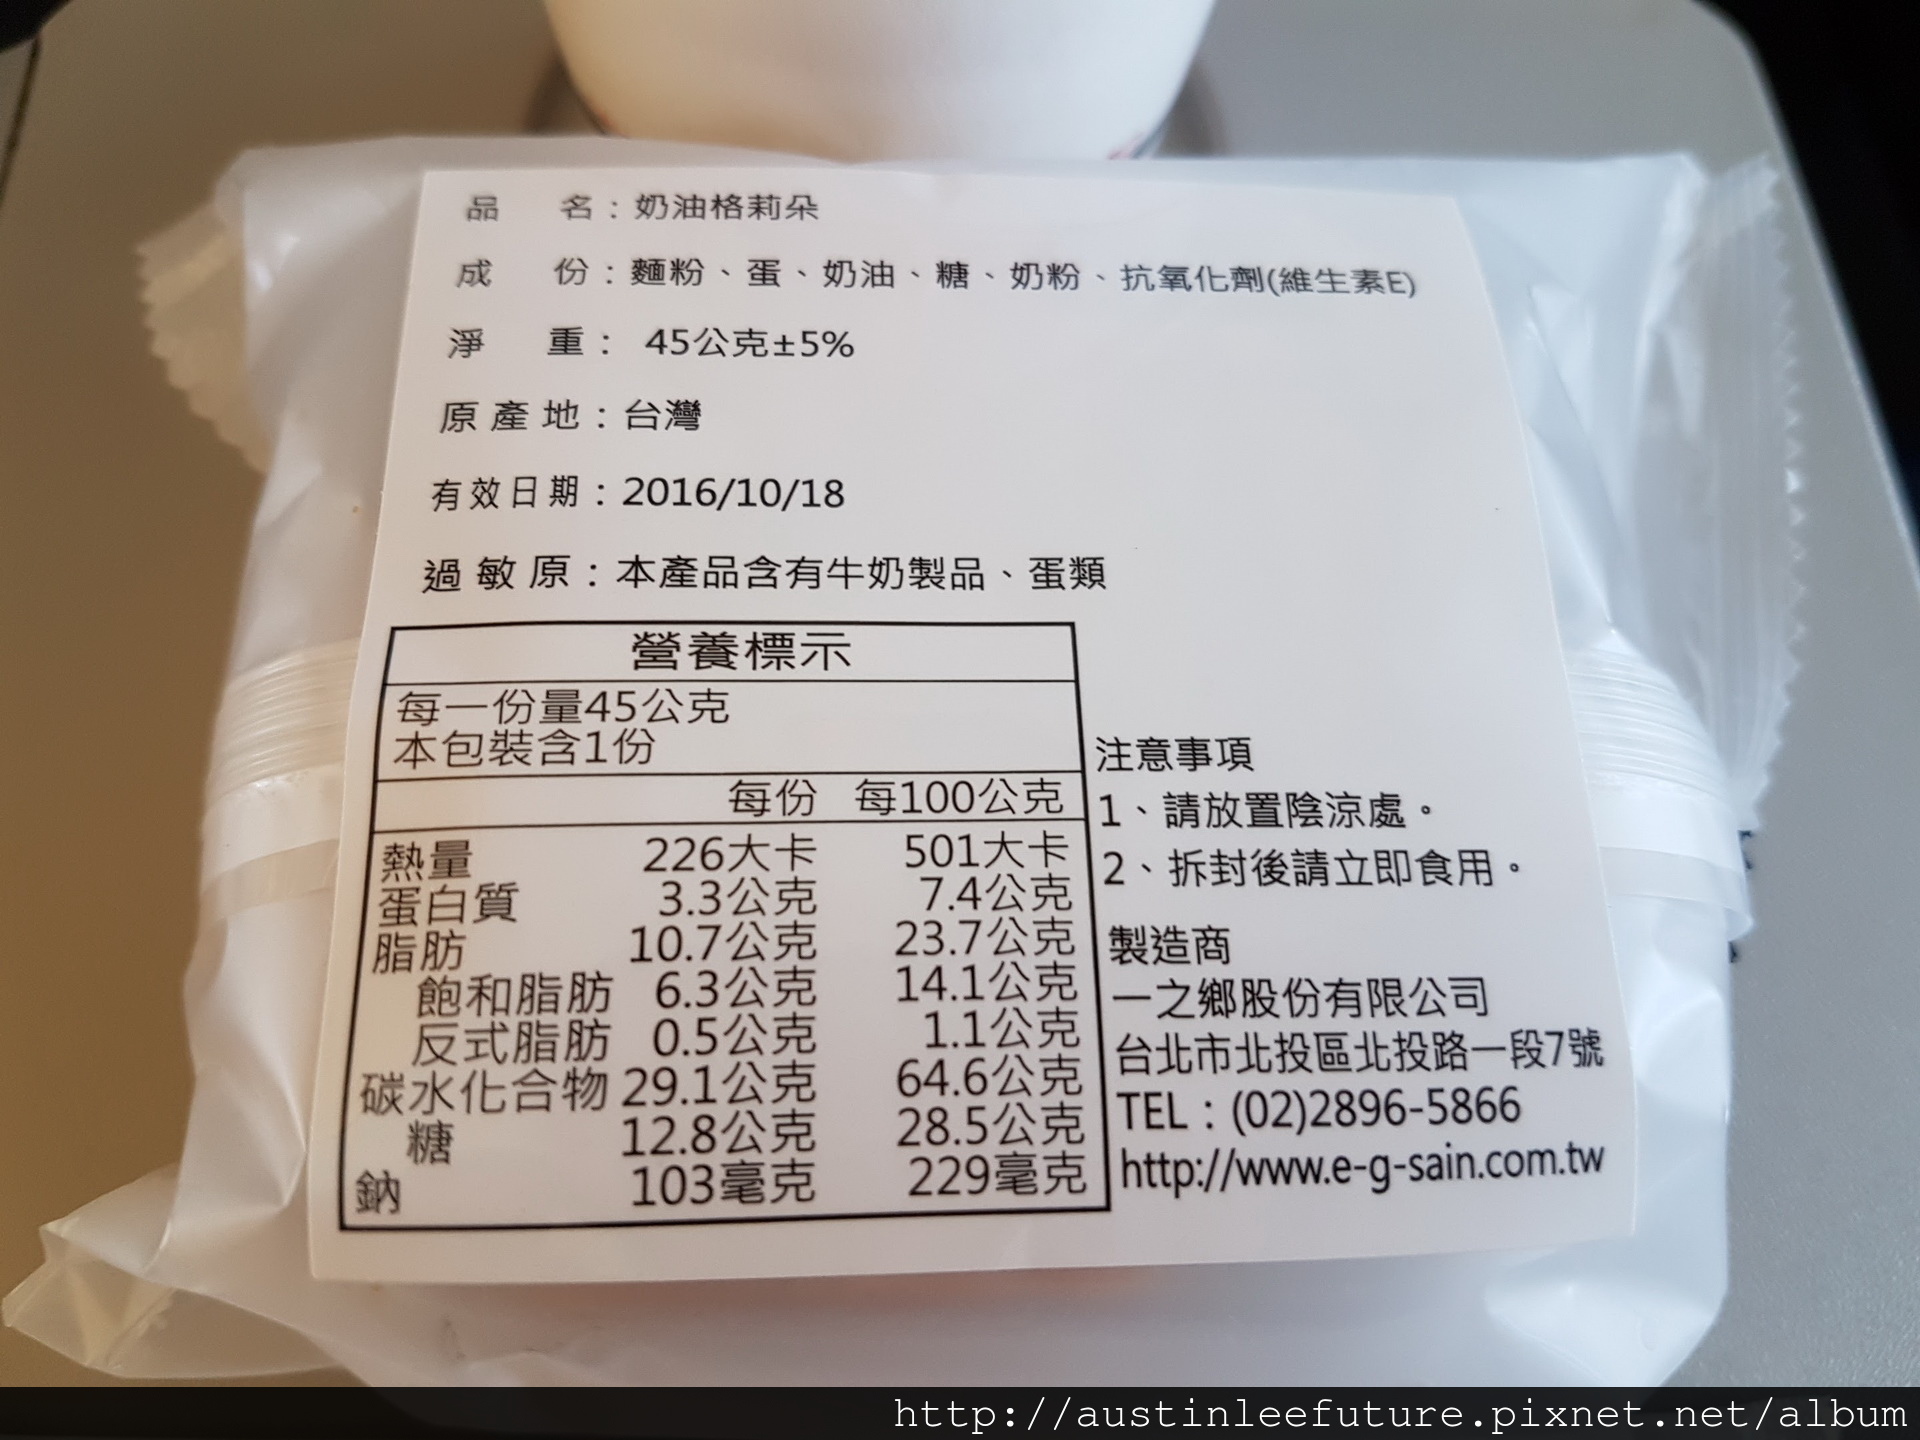 品名：奶油格莉朵
成份：麵粉、蛋、奶油、糖、奶粉、抗氧化劑(維生素E)
淨重： 45公克±5%
原產地：台灣
有效日期：2016/10/18
過敏原：本產品含有牛奶製品、蛋類
營養標示
每一份量45公克
本包裝含1份
每份 每100公克
熱量 226大卡 501大卡
蛋白質 3.3公克 7.4公克
脂肪 10.7公克 23.7公克
飽和脂肪 6.3公克 14.1公克
反式脂肪 0.5公克 1.1公克
碳水化合物 29.1公克 64.6公克
糖 12.8公克 28.5公克
鈉 103毫克 229毫克
注意事項
1、請放置陰涼處。
2、拆封後請立即食用。
製造商
一之鄉股份有限公司
台北市北投區北投路一段7號
TEL：(02)2896-5866
http://www.e-g-sain.com.tw
http://austinleefuture.pixnet.net/album